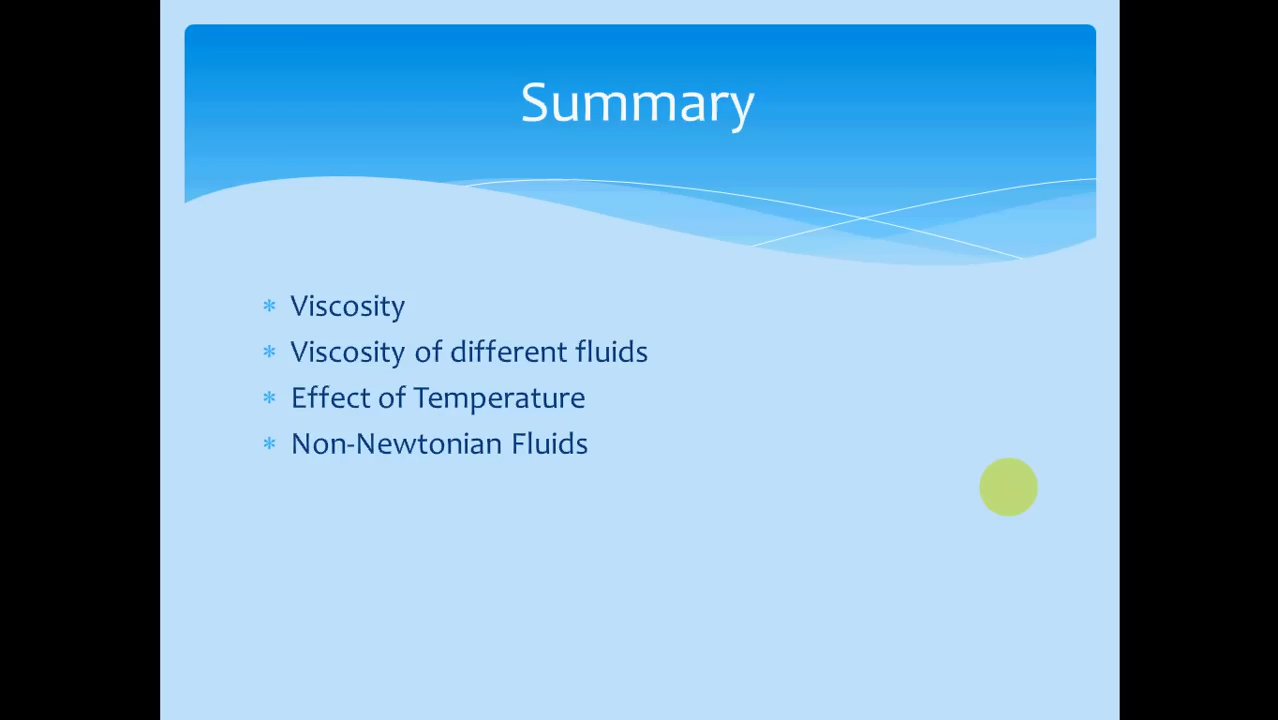 Summary
* Viscosity
* Viscosity of different fluids
* Effect of Temperature
* Non-Newtonian Fluids